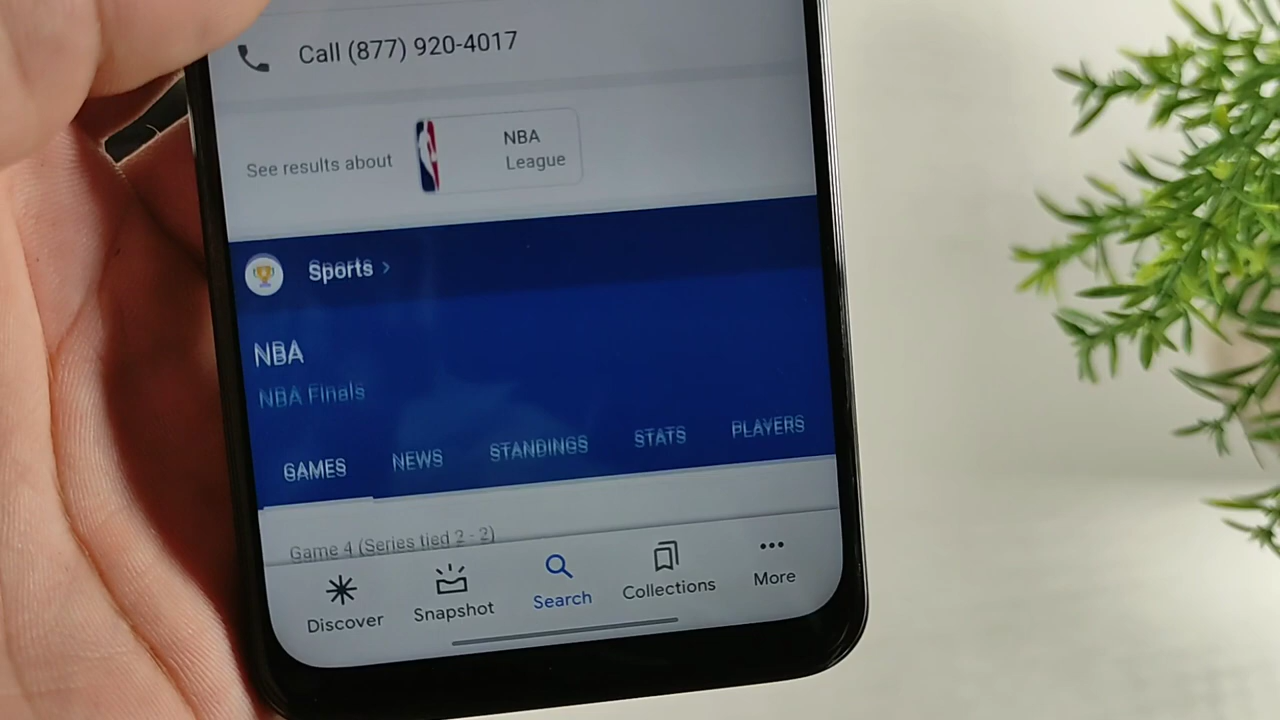 Call (877) 920-4017
See results about
NBA
League
Sports
NBA
NBA Finals
GAMES NEWS STANDINGS STATS PLAYERS
Game 4 (Series tied 2 - 2)
Discover Snapshot Search Collections More